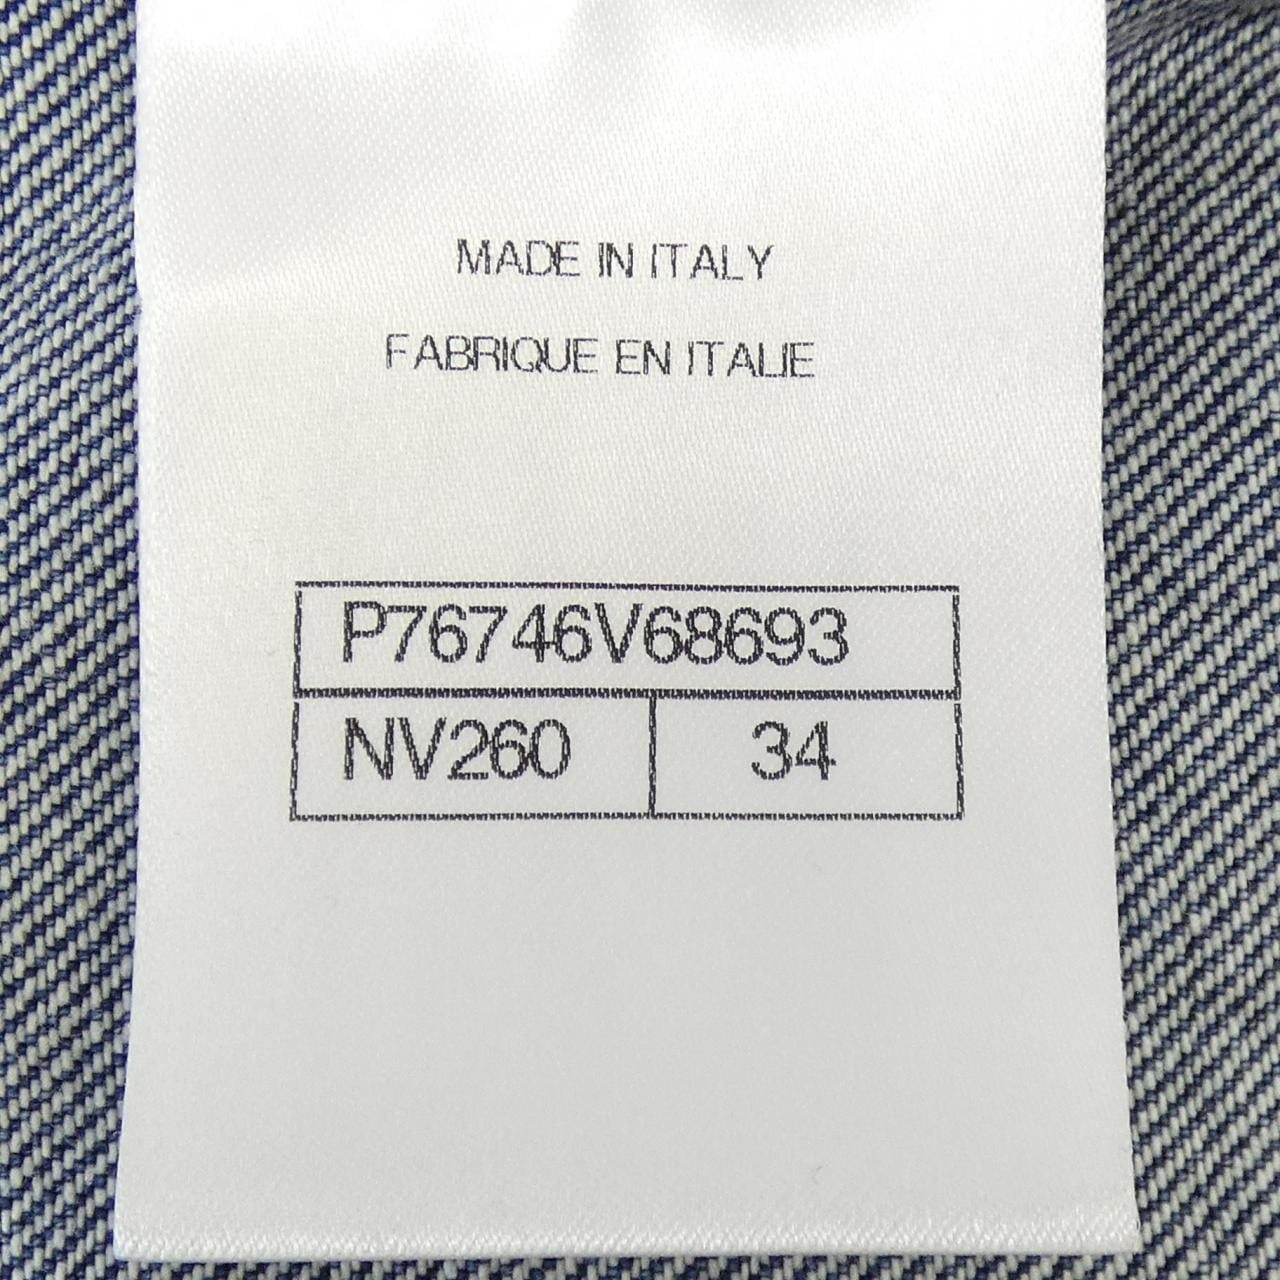 MADE IN ITALY
FABRIQUE EN ITALIE
P76746V68693
NV260 34